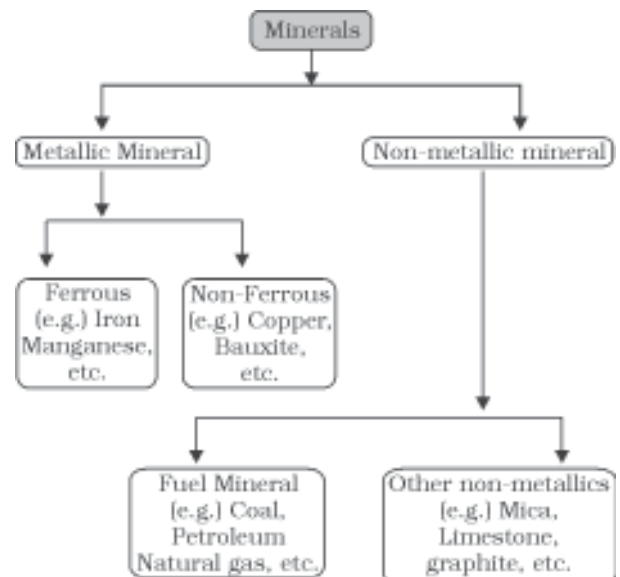 Minerals
Metallic Mineral
Non-metallic mineral
Ferrous
(e.g.) Iron
Manganese,
etc.
Non-Ferrous
(e.g.) Copper,
Bauxite,
etc.
Fuel Mineral
(e.g.) Coal,
Petroleum
Natural gas, etc.
Other non-metallics
(e.g.) Mica,
Limestone,
graphite, etc.